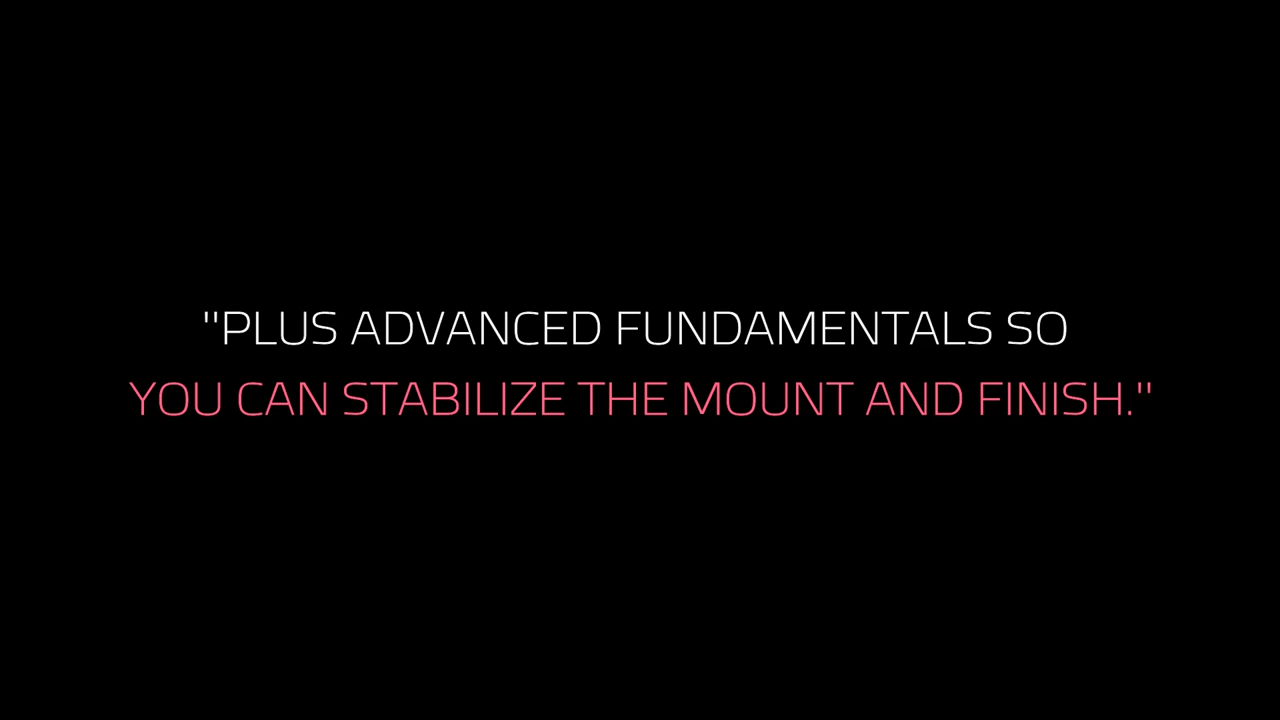 "PLUS ADVANCED FUNDAMENTALS SO
YOU CAN STABILIZE THE MOUNT AND FINISH."